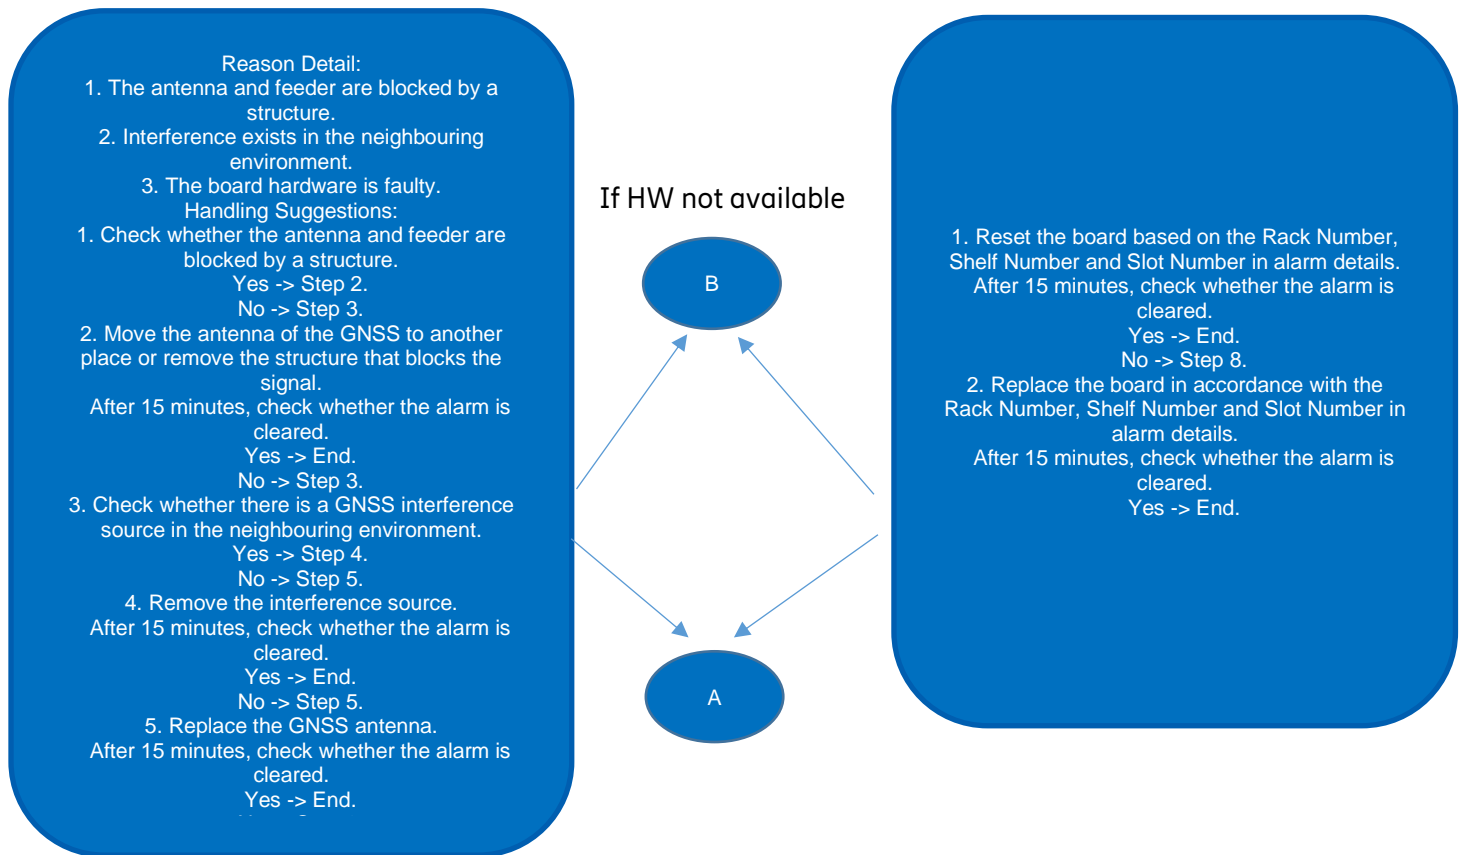 Reason Detail:
1. The antenna and feeder are blocked by a
structure.
2. Interference exists in the neighbouring
environment.
3. The board hardware is faulty.
Handling Suggestions:
1. Check whether the antenna and feeder are
blocked by a structure.
Yes -> Step 2.
No -> Step 3.
2. Move the antenna of the GNSS to another
place or remove the structure that blocks the
signal.
After 15 minutes, check whether the alarm is
cleared.
Yes -> End.
No -> Step 3.
3. Check whether there is a GNSS interference
source in the neighbouring environment.
Yes -> Step 4.
No -> Step 5.
4. Remove the interference source.
After 15 minutes, check whether the alarm is
cleared.
Yes -> End.
No -> Step 5.
5. Replace the GNSS antenna.
After 15 minutes, check whether the alarm is
cleared.
Yes -> End.
If HW not available
B
A
1. Reset the board based on the Rack Number,
Shelf Number and Slot Number in alarm details.
After 15 minutes, check whether the alarm is
cleared.
Yes -> End.
No -> Step 8.
2. Replace the board in accordance with the
Rack Number, Shelf Number and Slot Number in
alarm details.
After 15 minutes, check whether the alarm is
cleared.
Yes -> End.